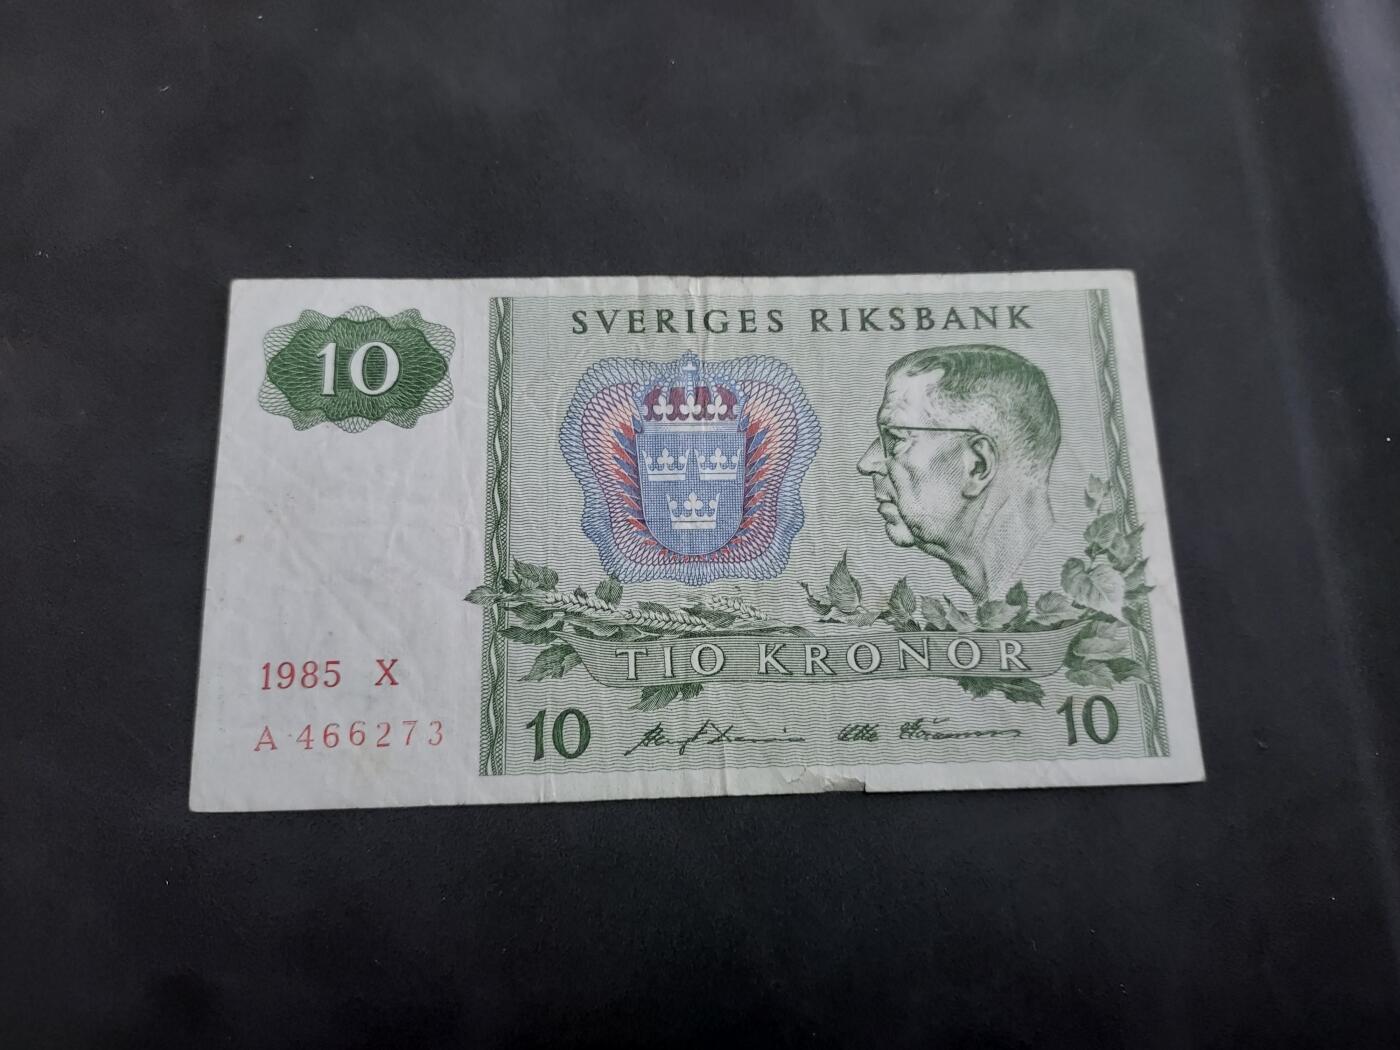 10
SVERIGES RIKSBANK
TIO KRONOR
1985 X
A 466273
10
10